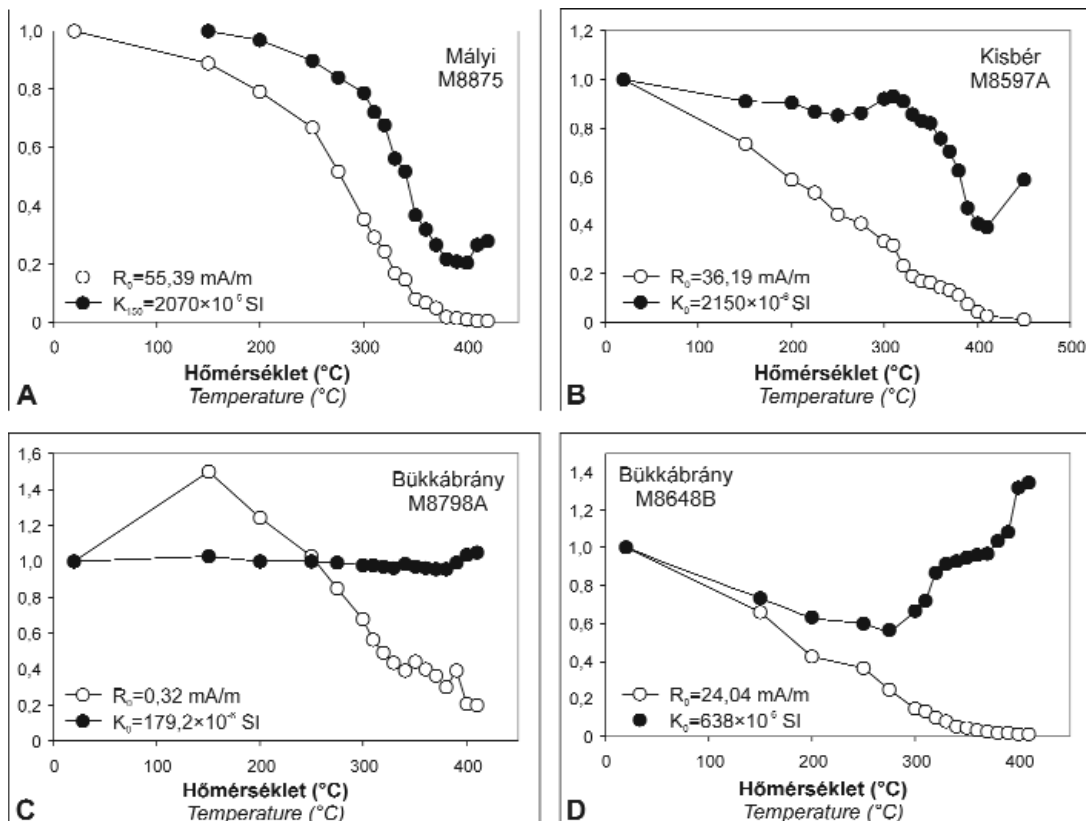 1,0
0,8
0,6
0,4
0,2
0
Mályi
M8875
R₀=55,39 mA/m
K₁₅₀=2070×10⁻⁶ SI
0 100 200 300 400
Hőmérséklet (°C)
Temperature (°C)
A
1,2
1,0
0,8
0,6
0,4
0,2
0
Kisbér
M8597A
R₀=36,19 mA/m
K₀=2150×10⁻⁶ SI
0 100 200 300 400 500
Hőmérséklet (°C)
Temperature (°C)
B
1,6
1,4
1,2
1,0
0,8
0,6
0,4
0,2
0
Bükkábrány
M8798A
R₀=0,32 mA/m
K₀=179,2×10⁻⁶ SI
0 100 200 300 400
Hőmérséklet (°C)
Temperature (°C)
C
1,4
1,2
1,0
0,8
0,6
0,4
0,2
0
Bükkábrány
M8648B
R₀=24,04 mA/m
K₀=638×10⁻⁶ SI
0 100 200 300 400
Hőmérséklet (°C)
Temperature (°C)
D